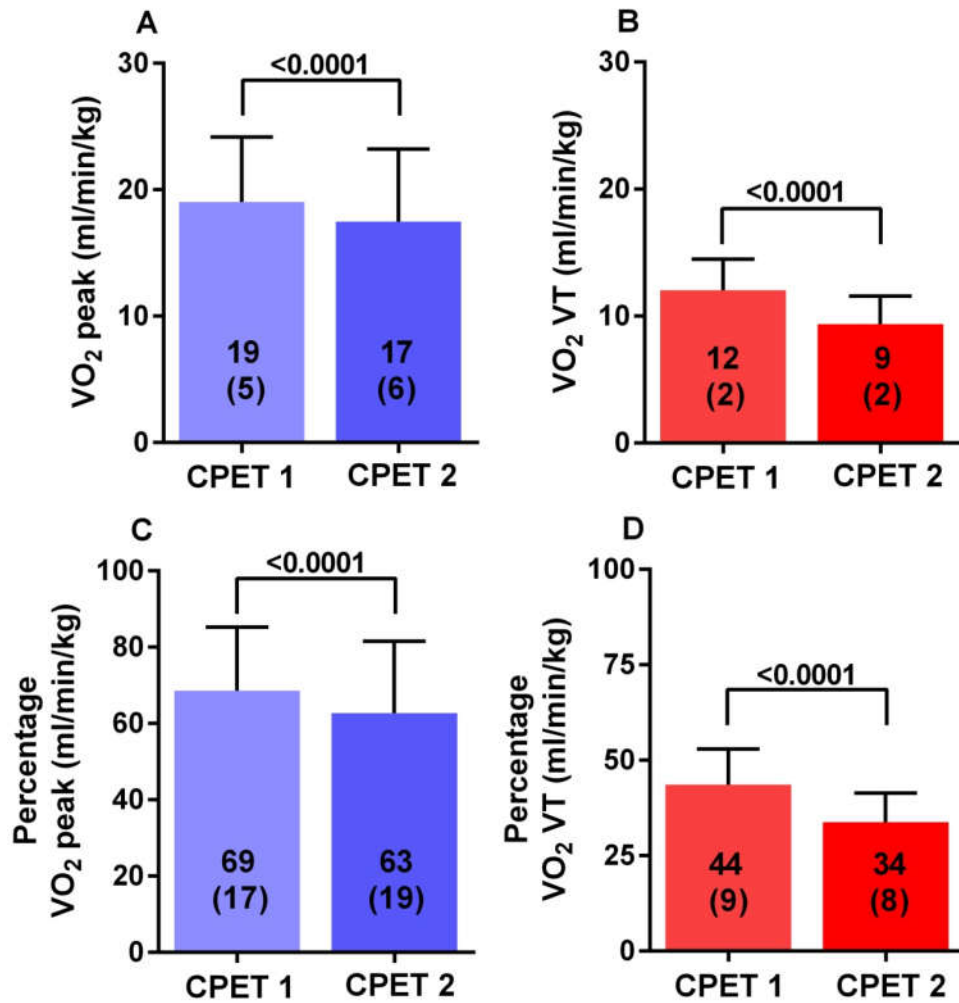 A
<0.0001
VO₂ peak (ml/min/kg)
30
20
10
0
19
(5)
17
(6)
CPET 1
CPET 2
B
<0.0001
VO₂ VT (ml/min/kg)
30
20
10
0
12
(2)
9
(2)
CPET 1
CPET 2
C
<0.0001
Percentage
VO₂ peak (ml/min/kg)
100
80
60
40
20
0
69
(17)
63
(19)
CPET 1
CPET 2
D
<0.0001
Percentage
VO₂ VT (ml/min/kg)
100
75
50
25
0
44
(9)
34
(8)
CPET 1
CPET 2